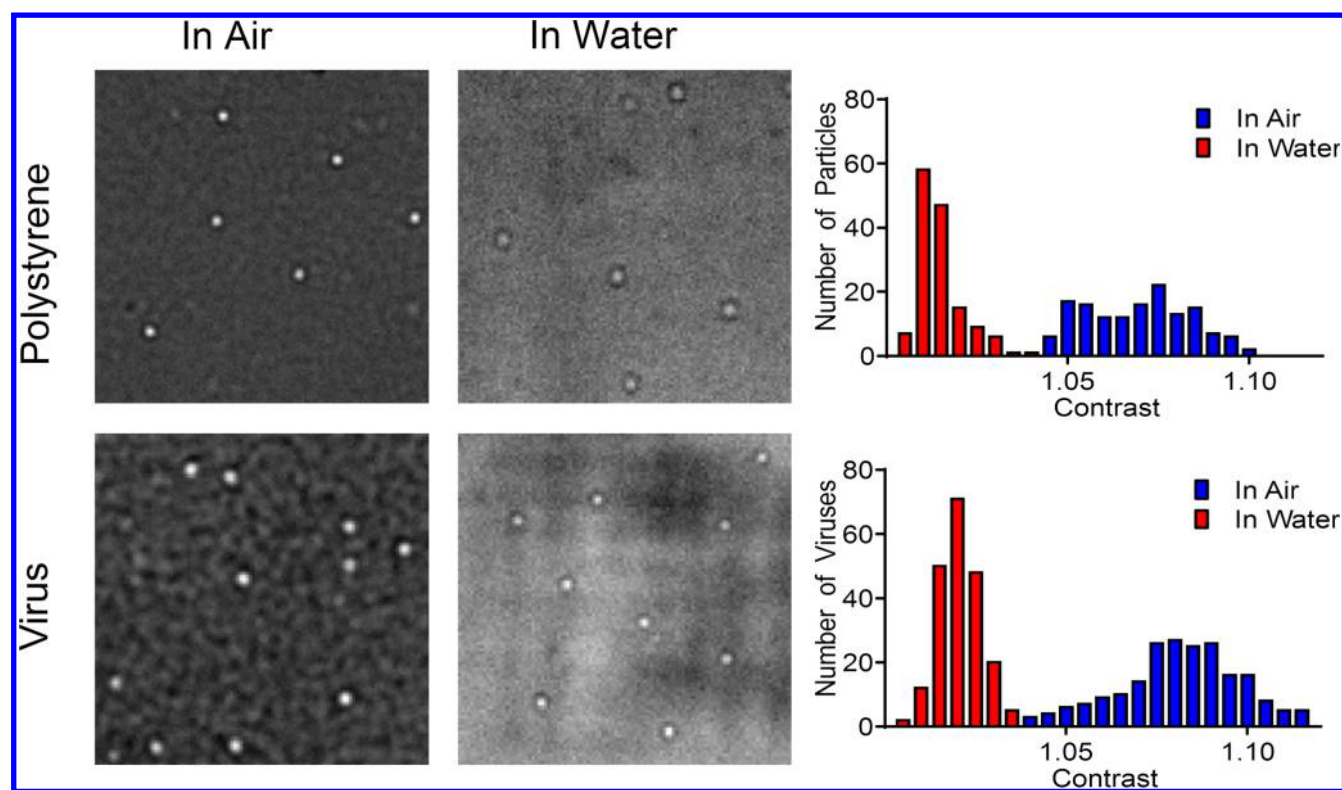 In Air
In Water
Polystyrene
80
60
40
20
0
Number of Particles
In Air
In Water
1.05
1.10
Contrast
Virus
80
60
40
20
0
Number of Viruses
In Air
In Water
1.05
1.10
Contrast